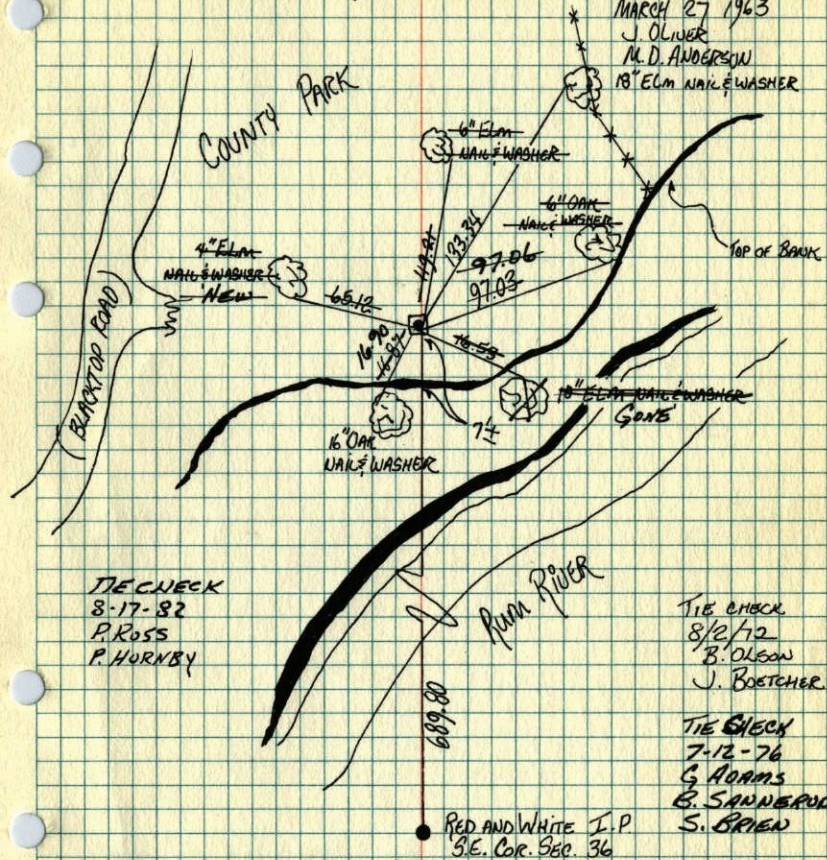 MARCH 27 1963
J. OLIVER
M.D. ANDERSON
18" ELM NAIL & WASHER
COUNTY PARK
6" ELM
NAIL & WASHER
6" OAK
NAIL & WASHER
TOP OF BANK
4" ELM
NAIL & WASHER
NEW
65.12
119.21
133.34
97.06
97.03
BLACKTOP ROAD
16.90
16.87
16.53
18" ELM NAIL & WASHER
GONE
7±
16" OAK
NAIL & WASHER
RUM RIVER
TIE CHECK
8-17-82
P. ROSS
P. HORNBY
TIE CHECK
8/2/72
B. OLSON
J. BOETCHER
689.80
TIE CHECK
7-12-76
G ADAMS
B. SANNERUD
S. BRIEN
RED AND WHITE I.P.
S.E. COR. SEC. 36